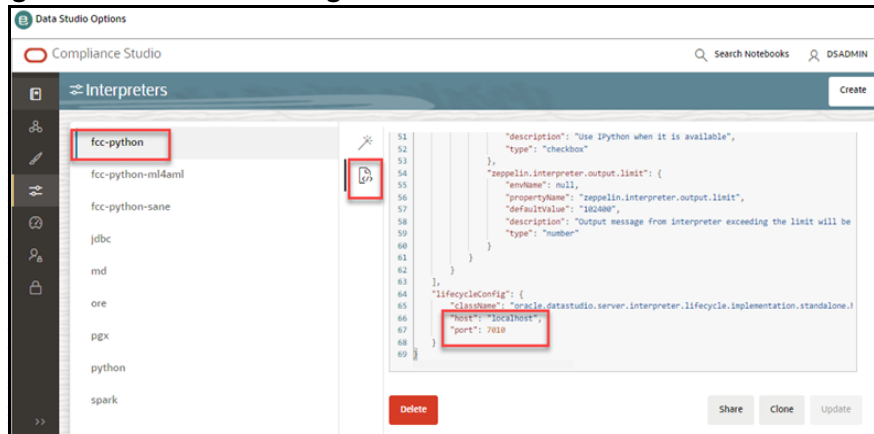 Data Studio Options
Compliance Studio
Search Notebooks
DSADMIN
Interpreters
Create
fcc-python
fcc-python-ml4aml
fcc-python-sane
jdbc
md
ore
pgx
python
spark
51 "description": "Use IPython when it is available",
52 "type": "checkbox"
53 },
54 "zeppelin.interpreter.output.limit": {
55 "envName": null,
56 "propertyName": "zeppelin.interpreter.output.limit",
57 "defaultValue": "102400",
58 "description": "Output message from interpreter exceeding the limit will be
59 "type": "number"
60 }
61 }
62 }
63 ],
64 "lifecycleConfig": {
65 "className": "oracle.datastudio.server.interpreter.lifecycle.implementation.standalone.
66 "host": "localhost",
67 "port": 7010
68 }
69 }
Delete
Share
Clone
Update
>>